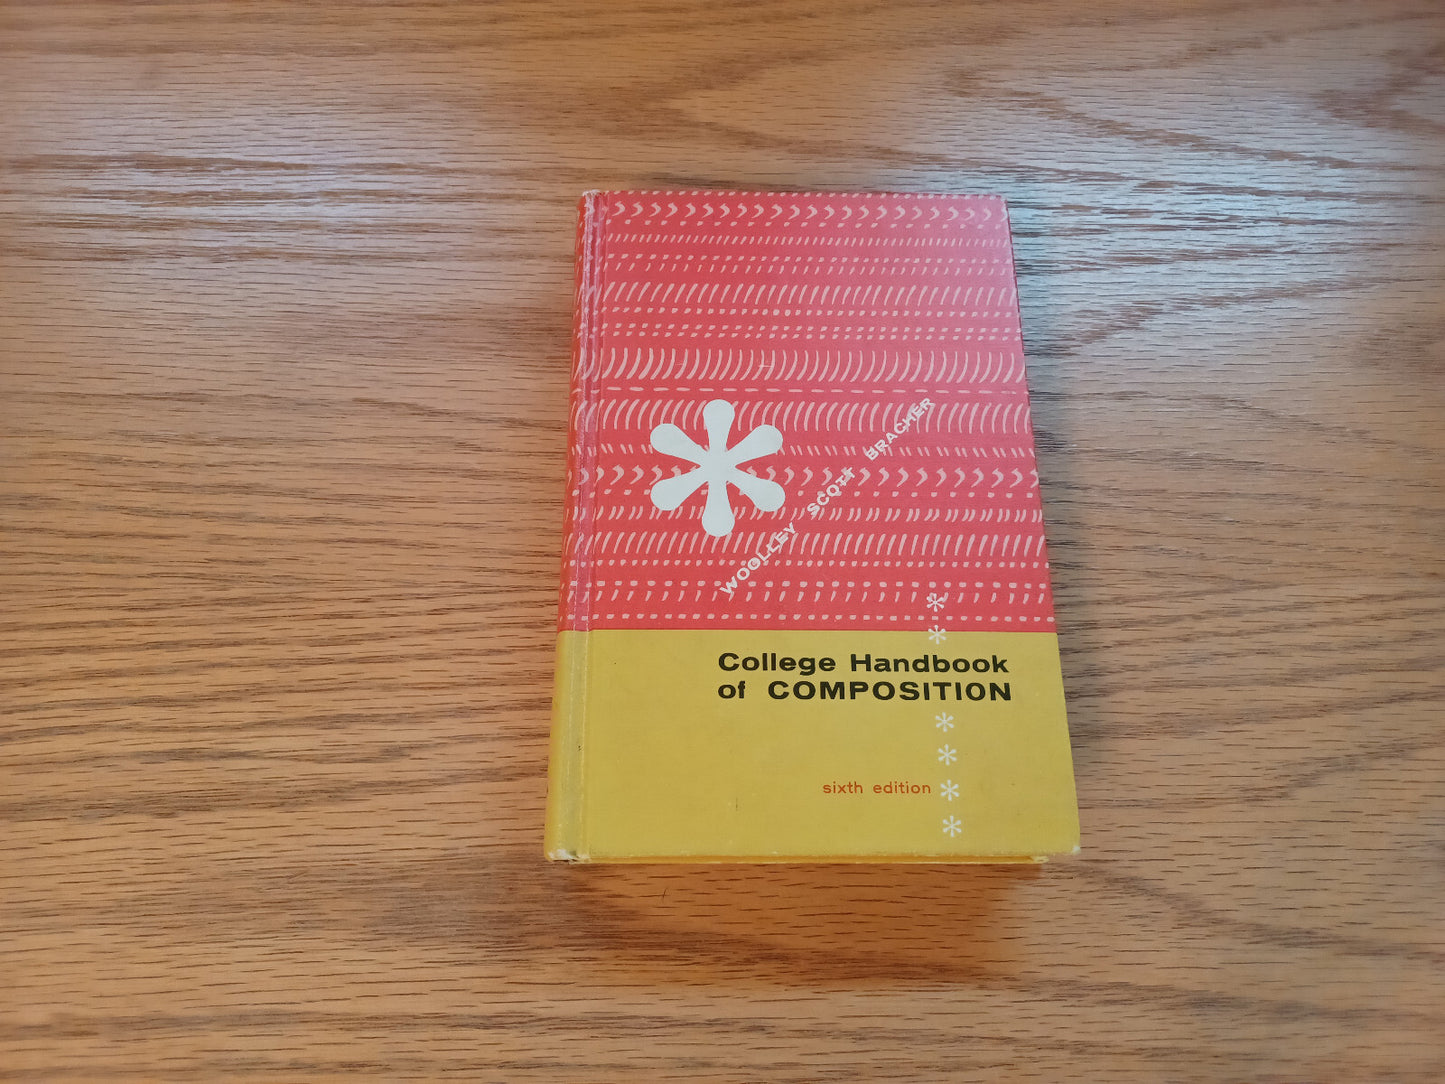 WOOLLEY SCOTT BRACHER
College Handbook
of COMPOSITION
sixth edition